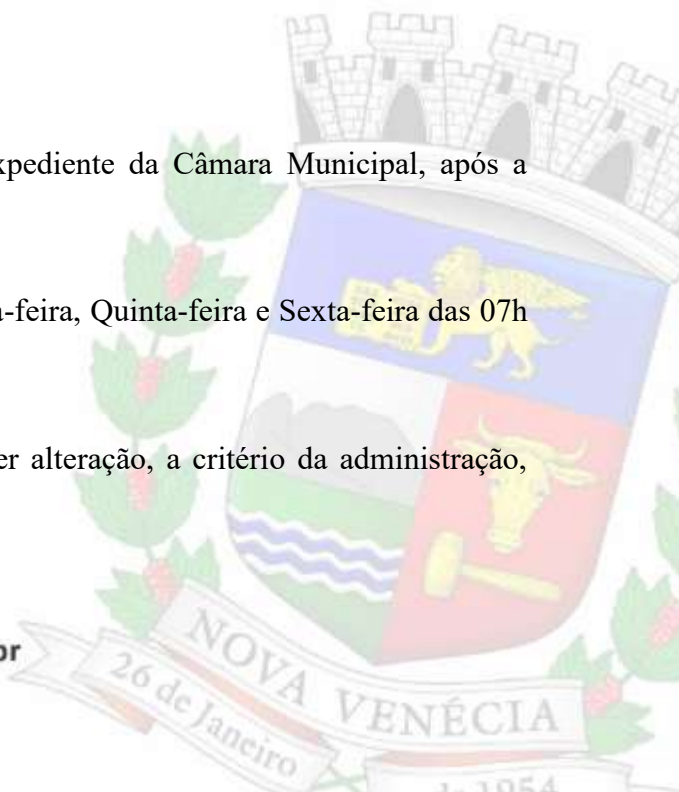 xpediente da Câmara Municipal, após a
a-feira, Quinta-feira e Sexta-feira das 07h
er alteração, a critério da administração,
or
NOVA VENÉCIA
26 de Janeiro
de 1954